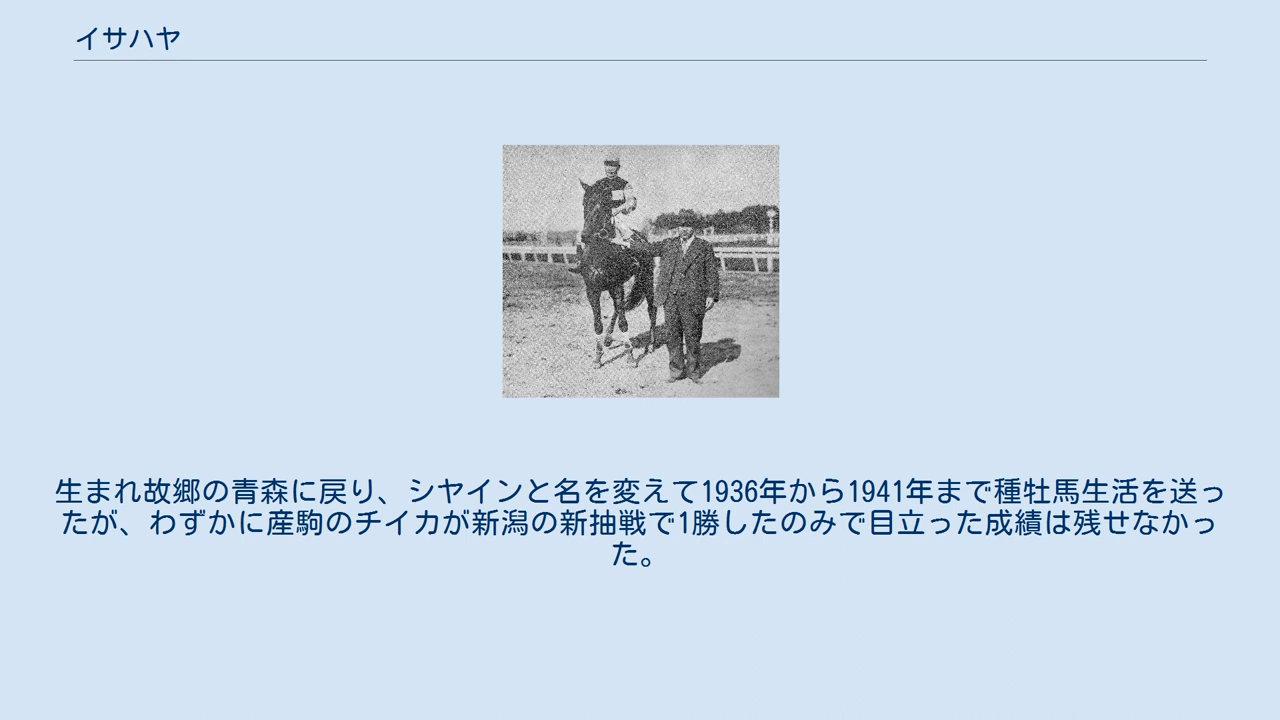 イサハヤ
生まれ故郷の青森に戻り、シヤインと名を変えて1936年から1941年まで種牡馬生活を送っ
たが、わずかに産駒のチイカが新潟の新抽戦で1勝したのみで目立った成績は残せなかっ
た。